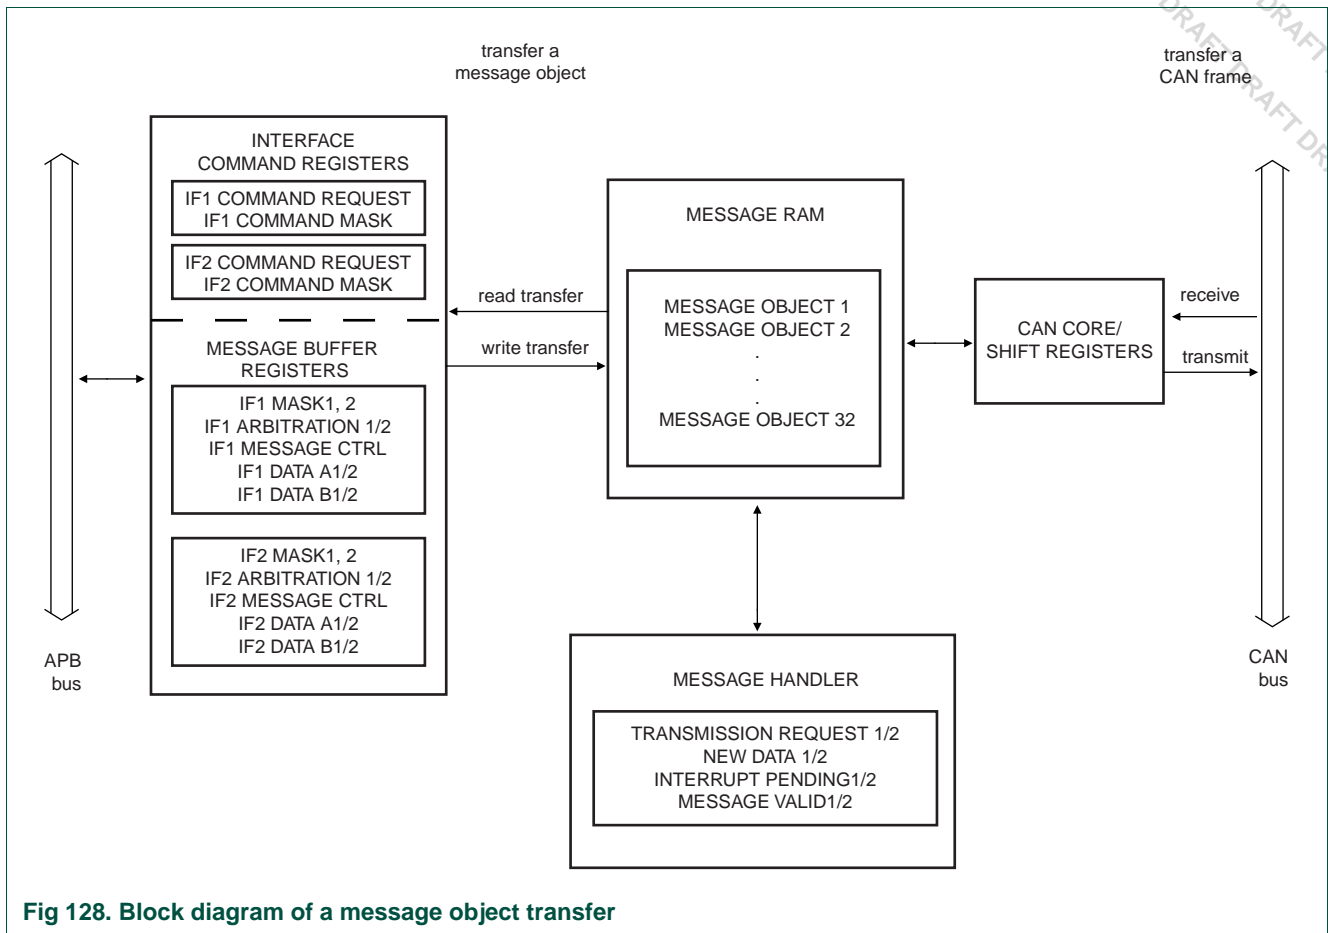 transfer a
message object
transfer a
CAN frame
DRAFT DRAFT DRAFT DRA
DRAFT
INTERFACE
COMMAND REGISTERS
IF1 COMMAND REQUEST
IF1 COMMAND MASK
IF2 COMMAND REQUEST
IF2 COMMAND MASK
MESSAGE BUFFER
REGISTERS
IF1 MASK1, 2
IF1 ARBITRATION 1/2
IF1 MESSAGE CTRL
IF1 DATA A1/2
IF1 DATA B1/2
IF2 MASK1, 2
IF2 ARBITRATION 1/2
IF2 MESSAGE CTRL
IF2 DATA A1/2
IF2 DATA B1/2
APB
bus
read transfer
write transfer
MESSAGE RAM
MESSAGE OBJECT 1
MESSAGE OBJECT 2
.
.
.
MESSAGE OBJECT 32
CAN CORE/
SHIFT REGISTERS
receive
transmit
CAN
bus
MESSAGE HANDLER
TRANSMISSION REQUEST 1/2
NEW DATA 1/2
INTERRUPT PENDING1/2
MESSAGE VALID1/2
Fig 128. Block diagram of a message object transfer